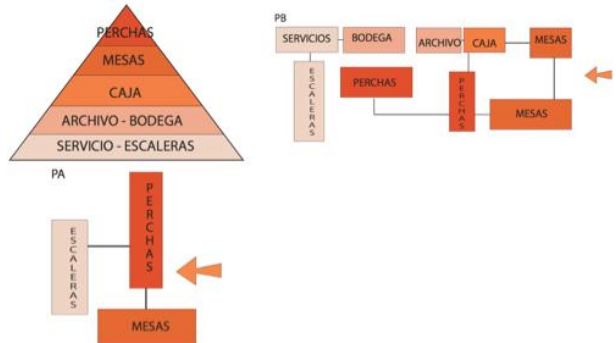 PERCHAS
MESAS
CAJA
ARCHIVO - BODEGA
SERVICIO - ESCALERAS
PB
SERVICIOS
BODEGA
ARCHIVO
CAJA
MESAS
ESCALERAS
PERCHAS
PERCHAS
MESAS
PA
PERCHAS
ESCALERAS
MESAS